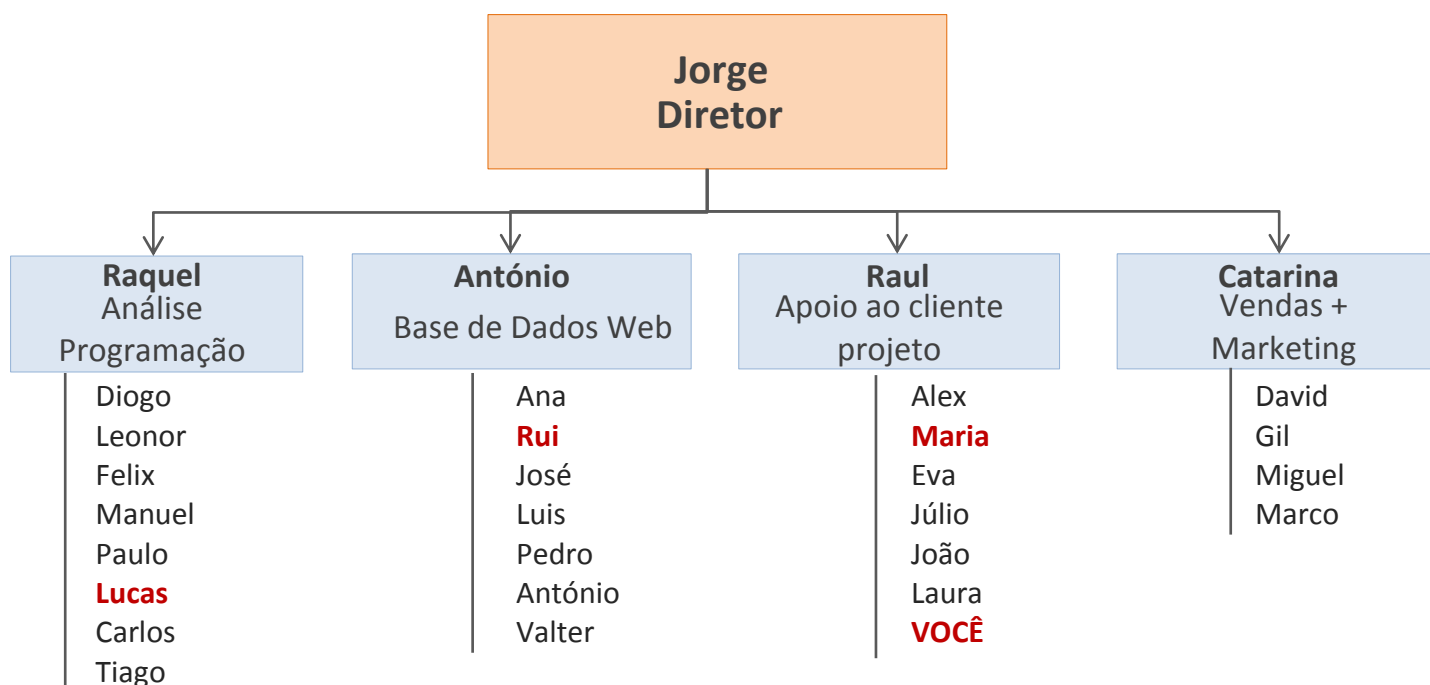 Jorge
Diretor
Raquel
Análise
Programação
António
Base de Dados Web
Raul
Apoio ao cliente
projeto
Catarina
Vendas +
Marketing
Diogo
Leonor
Felix
Manuel
Paulo
Lucas
Carlos
Tiago
Ana
Rui
José
Luis
Pedro
António
Valter
Alex
Maria
Eva
Júlio
João
Laura
VOCÊ
David
Gil
Miguel
Marco